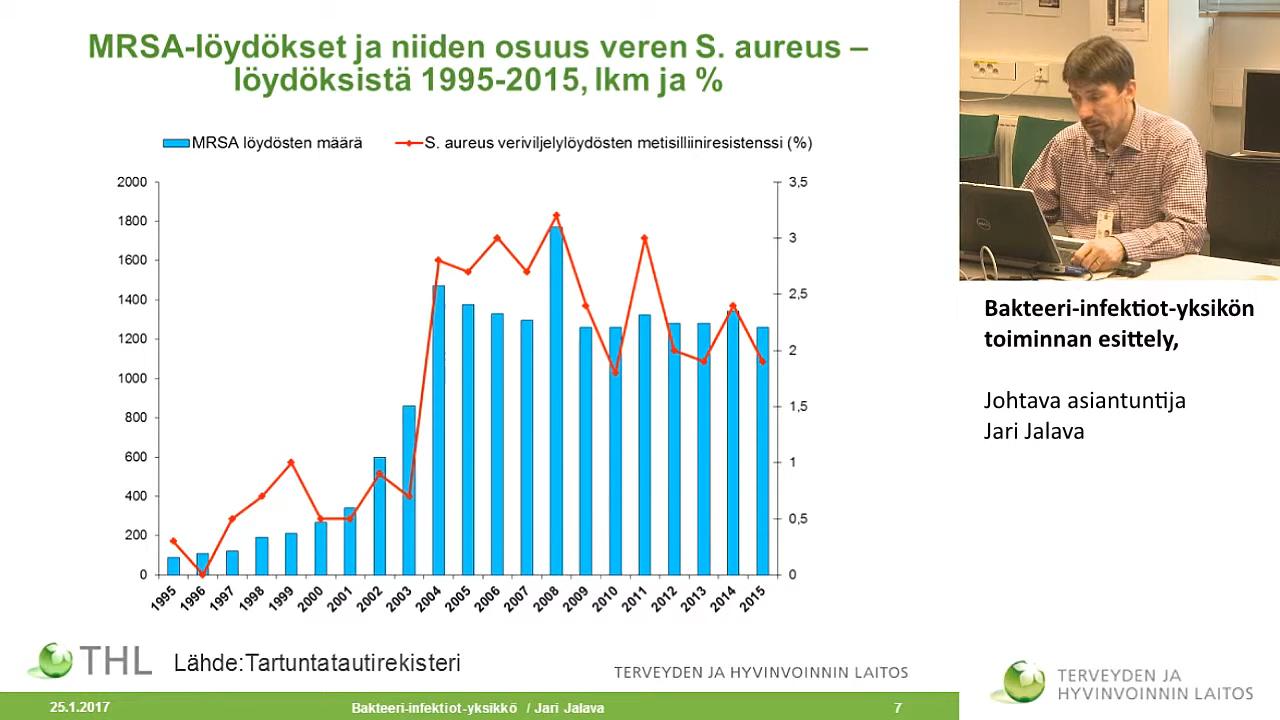 MRSA-löydökset ja niiden osuus veren S. aureus –
löydöksistä 1995-2015, lkm ja %
MRSA löydösten määrä
S. aureus veriviljelylöydösten metisilliiniresistenssi (%)
2000
1800
1600
1400
1200
1000
800
600
400
200
0
3,5
3
2,5
2
1,5
1
0,5
0
1995 1996 1997 1998 1999 2000 2001 2002 2003 2004 2005 2006 2007 2008 2009 2010 2011 2012 2013 2014 2015
THL
Lähde:Tartuntatautirekisteri
TERVEYDEN JA HYVINVOINNIN LAITOS
25.1.2017
Bakteeri-infektiot-yksikkö / Jari Jalava
7
Bakteeri-infektiot-yksikön
toiminnan esittely,
Johtava asiantuntija
Jari Jalava
TERVEYDEN JA
HYVINVOINNIN LAITOS